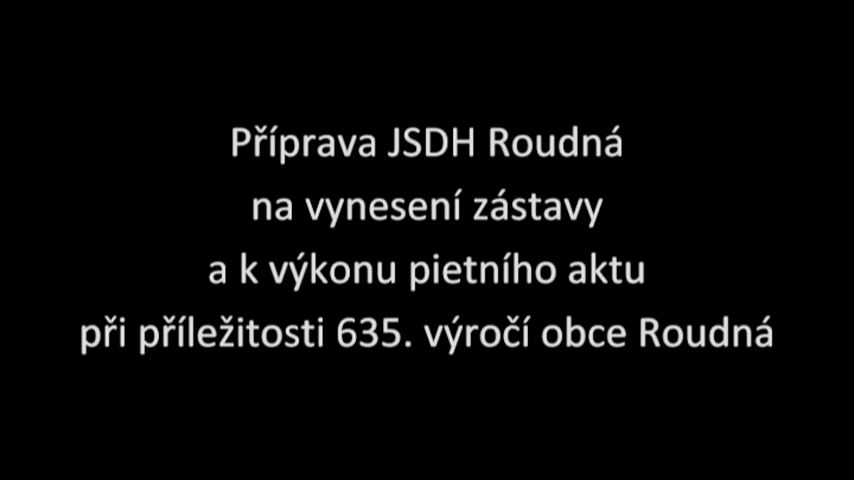 Příprava JSDH Roudná
na vynesení zástavy
a k výkonu pietního aktu
při příležitosti 635. výročí obce Roudná